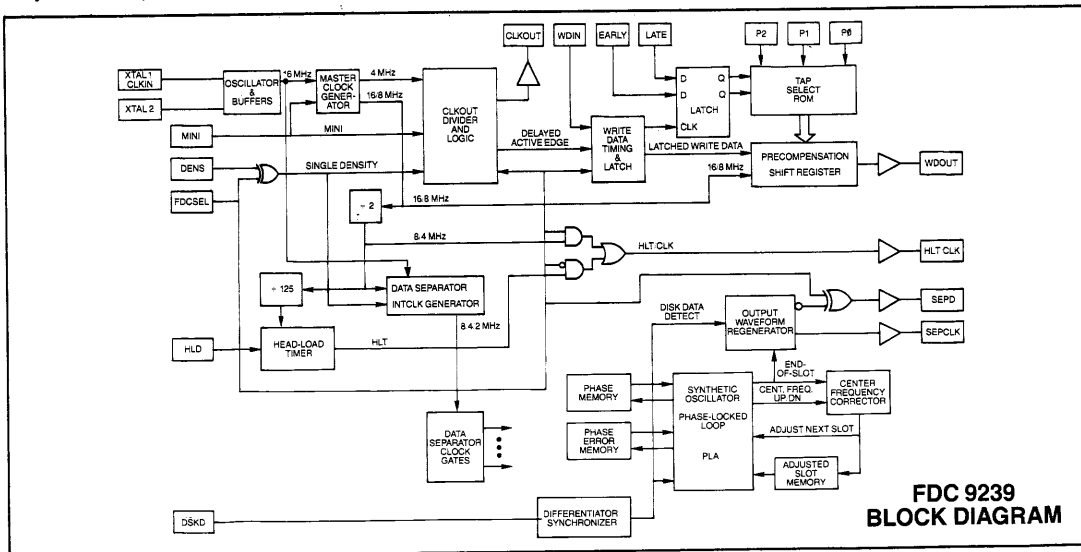 CLKOUT
WDIN
EARLY
LATE
P2
P1
P0
XTAL 1
CLKIN
XTAL 2
OSCILLATOR
&
BUFFERS
16 MHz
MASTER
CLOCK
GENER-
ATOR
4 MHz
16/8 MHz
MINI
MINI
CLKOUT
DIVIDER
AND
LOGIC
D
Q
D
Q
LATCH
CLK
TAP
SELECT
ROM
DELAYED
ACTIVE EDGE
WRITE
DATA
TIMING
&
LATCH
LATCHED WRITE DATA
16/8 MHz
PRECOMPENSATION
SHIFT REGISTER
WDOUT
DENS
SINGLE DENSITY
FDCSEL
÷ 2
16/8 MHz
8/4 MHz
HLT/CLK
HLT CLK
÷ 125
DATA SEPARATOR
INTCLK GENERATOR
8,4,2 MHz
HLD
HEAD-LOAD
TIMER
HLT
DISK DATA
DETECT
OUTPUT
WAVEFORM
REGENERATOR
SEPD
SEPCLK
END-
OF-SLOT
PHASE
MEMORY
SYNTHETIC
OSCILLATOR
PHASE-LOCKED
LOOP
PLA
CENT. FREQ.
UP, DN
CENTER
FREQUENCY
CORRECTOR
PHASE
ERROR
MEMORY
ADJUST NEXT SLOT
ADJUSTED
SLOT
MEMORY
DATA
SEPARATOR
CLOCK
GATES
DSKD
DIFFERENTIATOR
SYNCHRONIZER
FDC 9239
BLOCK DIAGRAM